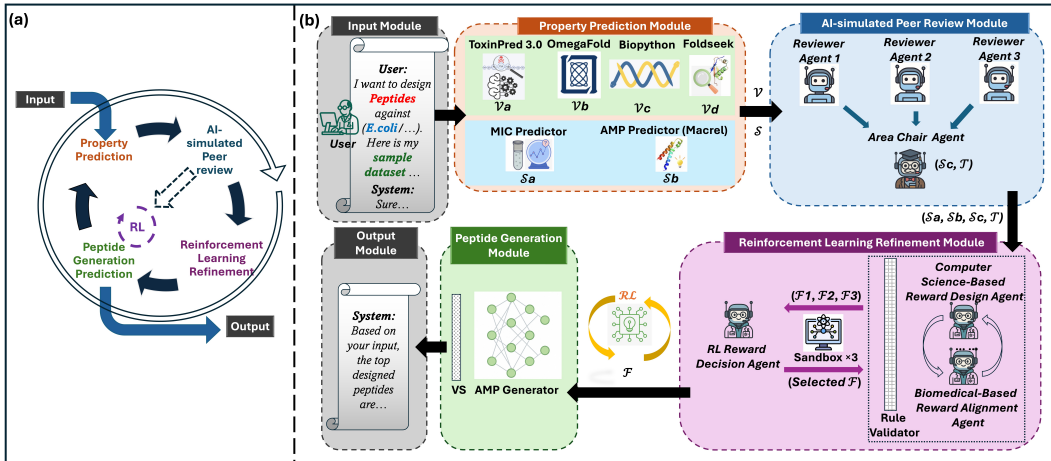 (a)
Input
Property
Prediction
AI-
simulated
Peer
review
RL
Peptide
Generation
Prediction
Reinforcement
Learning
Refinement
Output
(b)
Input Module
User:
I want to design
Peptides
against
(E.coli/...).
Here is my
sample
dataset ...
System:
Sure...
User
Property Prediction Module
ToxinPred 3.0 OmegaFold Biopython Foldseek
𝒱a 𝒱b 𝒱c 𝒱d
MIC Predictor AMP Predictor (Macrel)
𝒮a 𝒮b
𝒱
𝒮
AI-simulated Peer Review Module
Reviewer Reviewer Reviewer
Agent 1 Agent 2 Agent 3
Area Chair Agent
(𝒮c, 𝒯)
(𝒮a, 𝒮b, 𝒮c, 𝒯)
Output
Module
System:
Based on
your input,
the top
designed
peptides
are...
Peptide Generation
Module
VS AMP Generator
ℛℒ
ℱ
Reinforcement Learning Refinement Module
RL Reward
Decision Agent
(ℱ1, ℱ2, ℱ3)
Sandbox ×3
(Selected ℱ)
Rule
Validator
Computer
Science-Based
Reward Design Agent
Biomedical-Based
Reward Alignment
Agent